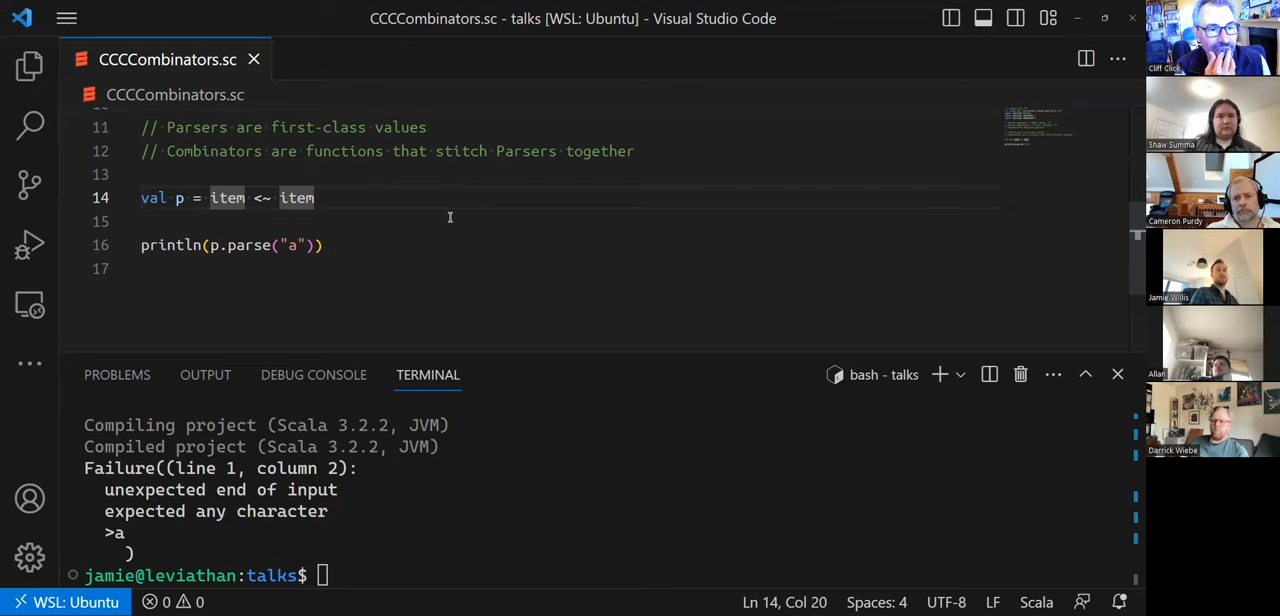 CCCCombinators.sc - talks [WSL: Ubuntu] - Visual Studio Code
CCCCombinators.sc
CCCCombinators.sc
11 // Parsers are first-class values
12 // Combinators are functions that stitch Parsers together
13
14 val p = item <~ item
15
16 println(p.parse("a"))
17
PROBLEMS OUTPUT DEBUG CONSOLE TERMINAL bash - talks
Compiling project (Scala 3.2.2, JVM)
Compiled project (Scala 3.2.2, JVM)
Failure((line 1, column 2):
unexpected end of input
expected any character
>a
)
jamie@leviathan:talks$
WSL: Ubuntu 0 0 Ln 14, Col 20 Spaces: 4 UTF-8 LF Scala
Cliff Click
Shaw Summa
Cameron Purdy
Jamie Willis
Allan
Darrick Wiebe